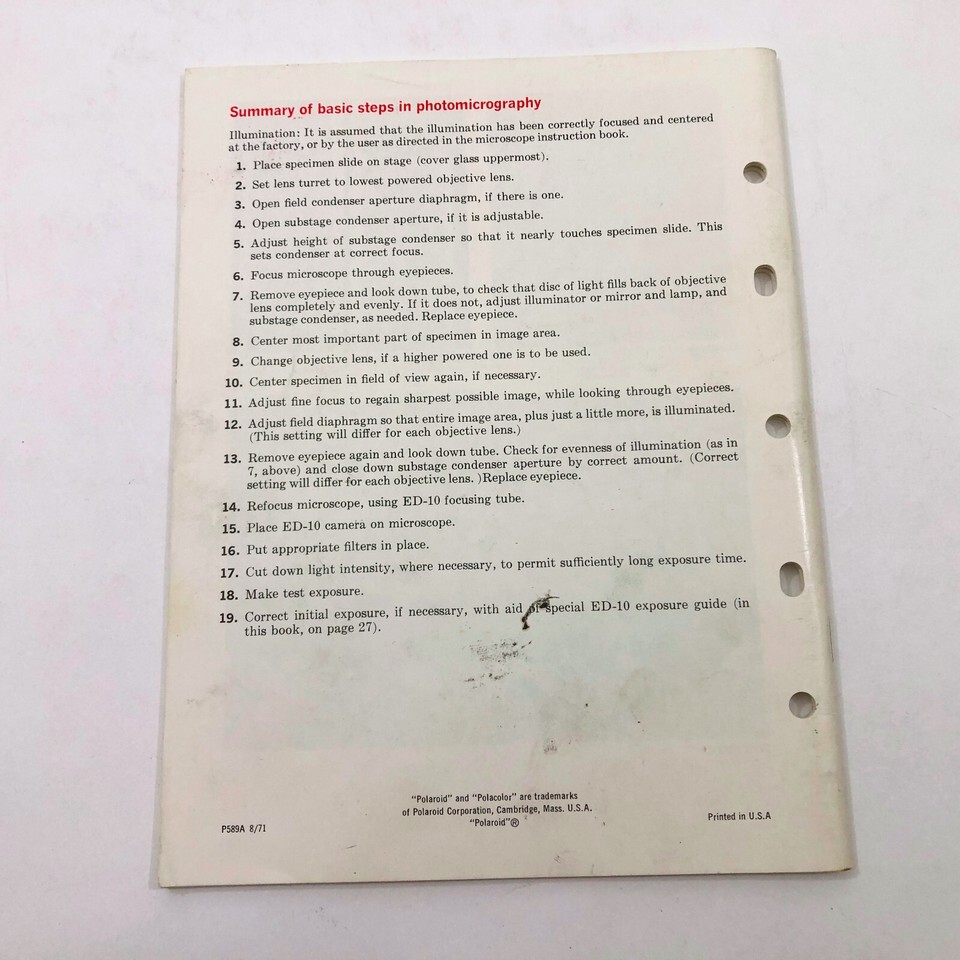 Summary of basic steps in photomicrography
Illumination: It is assumed that the illumination has been correctly focused and centered
at the factory, or by the user as directed in the microscope instruction book.
1. Place specimen slide on stage (cover glass uppermost).
2. Set lens turret to lowest powered objective lens.
3. Open field condenser aperture diaphragm, if there is one.
4. Open substage condenser aperture, if it is adjustable.
5. Adjust height of substage condenser so that it nearly touches specimen slide. This
sets condenser at correct focus.
6. Focus microscope through eyepieces.
7. Remove eyepiece and look down tube, to check that disc of light fills back of objective
lens completely and evenly. If it does not, adjust illuminator or mirror and lamp, and
substage condenser, as needed. Replace eyepiece.
8. Center most important part of specimen in image area.
9. Change objective lens, if a higher powered one is to be used.
10. Center specimen in field of view again, if necessary.
11. Adjust fine focus to regain sharpest possible image, while looking through eyepieces.
12. Adjust field diaphragm so that entire image area, plus just a little more, is illuminated.
(This setting will differ for each objective lens.)
13. Remove eyepiece again and look down tube. Check for evenness of illumination (as in
7, above) and close down substage condenser aperture by correct amount. (Correct
setting will differ for each objective lens. )Replace eyepiece.
14. Refocus microscope, using ED-10 focusing tube.
15. Place ED-10 camera on microscope.
16. Put appropriate filters in place.
17. Cut down light intensity, where necessary, to permit sufficiently long exposure time.
18. Make test exposure.
19. Correct initial exposure, if necessary, with aid of special ED-10 exposure guide (in
this book, on page 27).
"Polaroid" and "Polacolor" are trademarks
of Polaroid Corporation, Cambridge, Mass. U.S.A.
"Polaroid"®
P589A 8/71
Printed in U.S.A